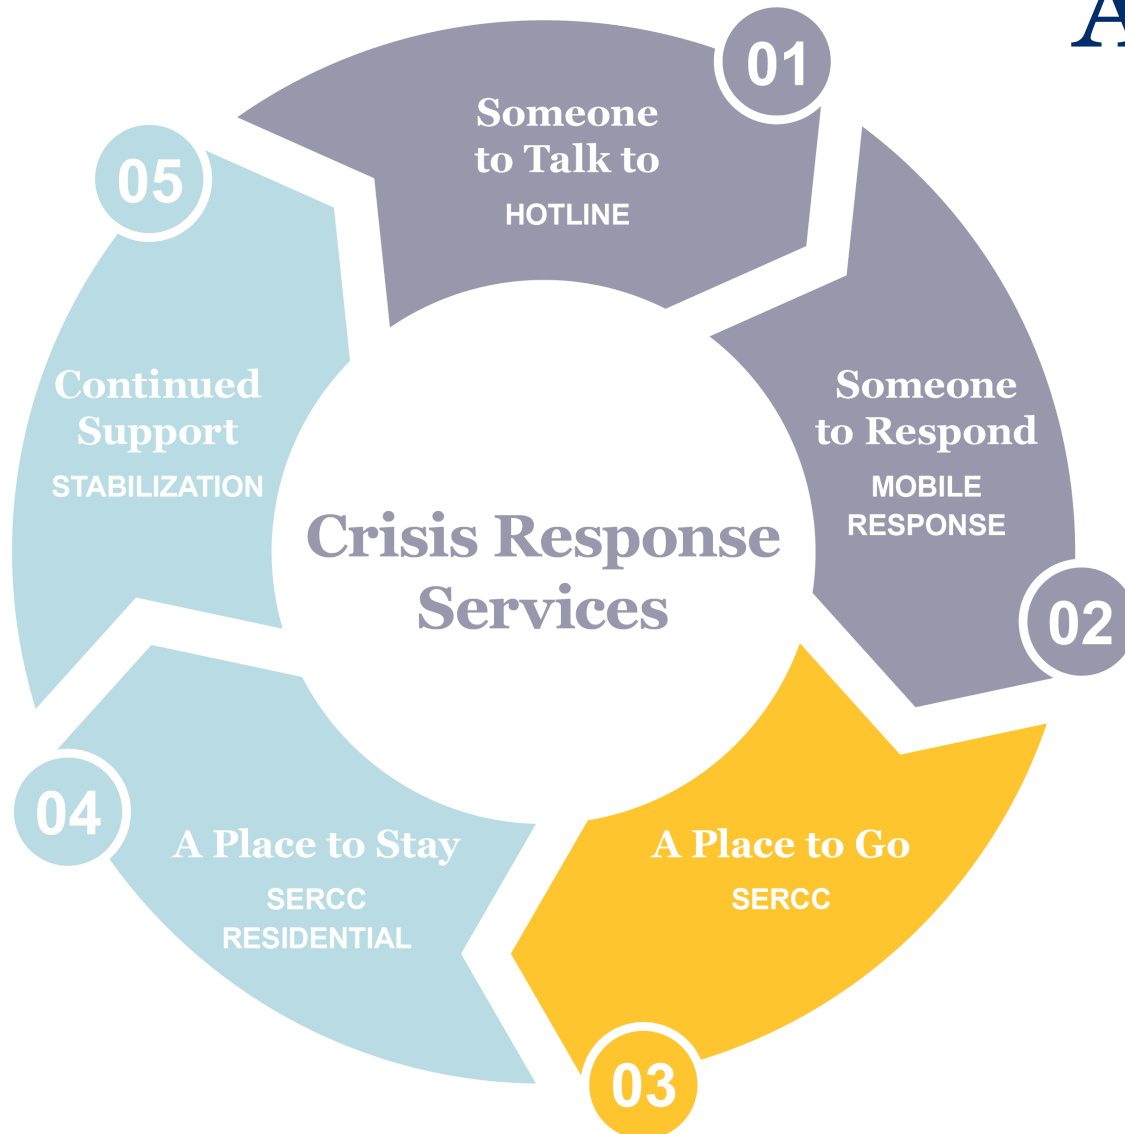 A
01
Someone
to Talk to
HOTLINE
02
Someone
to Respond
MOBILE
RESPONSE
03
A Place to Go
SERCC
04
A Place to Stay
SERCC
RESIDENTIAL
05
Continued
Support
STABILIZATION
Crisis Response
Services